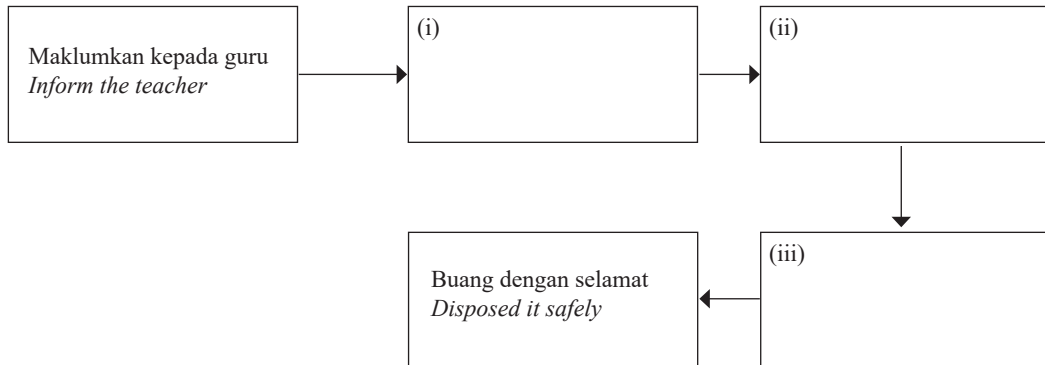 Maklumkan kepada guru
Inform the teacher
(i)
(ii)
(iii)
Buang dengan selamat
Disposed it safely